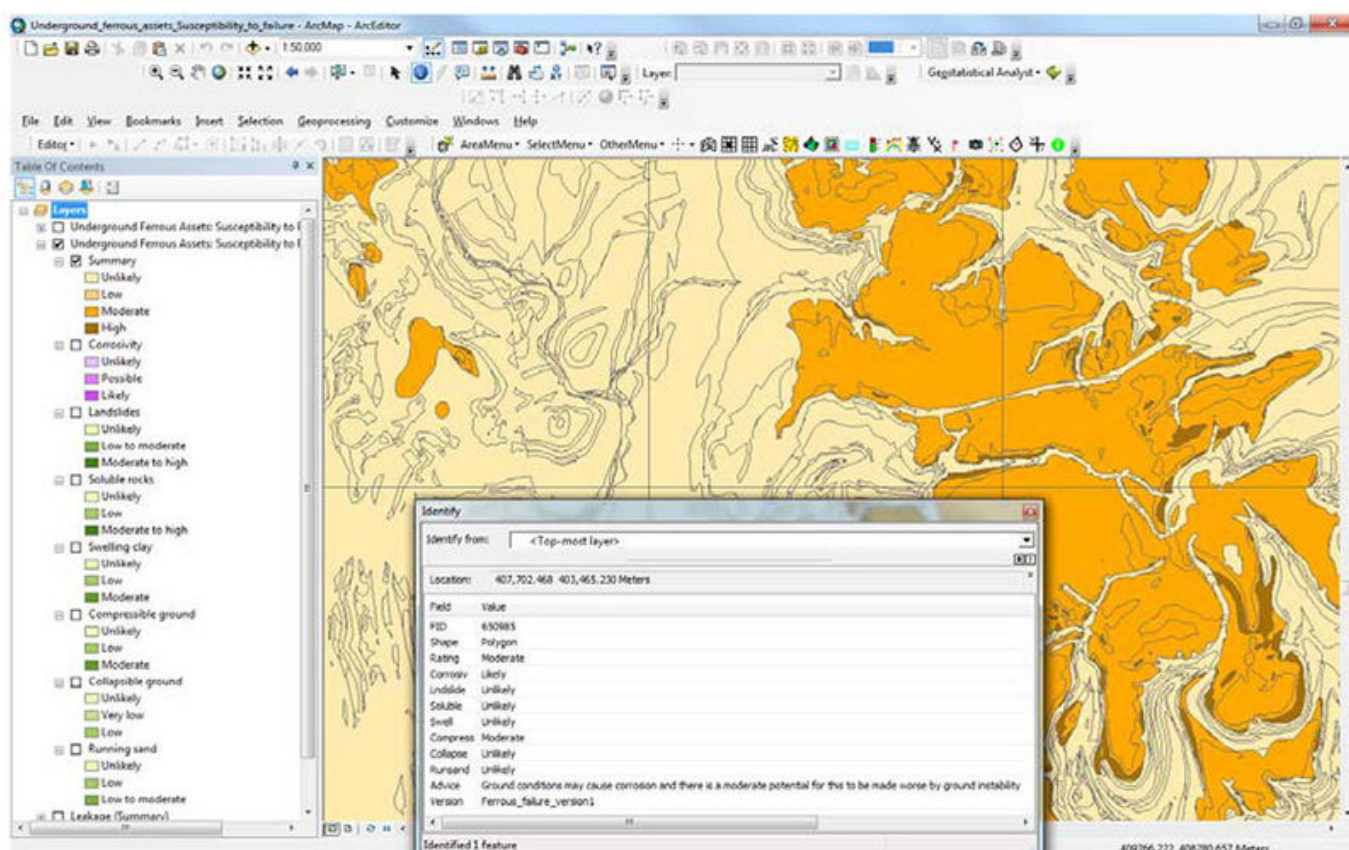 Underground_ferrous_assets_Susceptibility_to_failure - ArcMap - ArcEditor
1:50,000
Layer:
Geostatistical Analyst
File Edit View Bookmarks Insert Selection Geoprocessing Customize Windows Help
Editor AreaMenu SelectMenu OtherMenu
Table Of Contents
Layers
Underground Ferrous Assets: Susceptibility to
Underground Ferrous Assets: Susceptibility to
Summary
Unlikely
Low
Moderate
High
Corrosivity
Unlikely
Possible
Likely
Landslides
Unlikely
Low to moderate
Moderate to high
Soluble rocks
Unlikely
Low
Moderate to high
Swelling clay
Unlikely
Low
Moderate
Compressible ground
Unlikely
Low
Moderate
Collapsible ground
Unlikely
Very low
Low
Running sand
Unlikely
Low
Low to moderate
Leakage (Summary)
Identify
Identify from: <Top-most layer>
Location: 407,702.468 403,465.230 Meters
Field Value
FID 650985
Shape Polygon
Rating Moderate
Corrosiv Likely
Lndslide Unlikely
Soluble Unlikely
Swell Unlikely
Compress Moderate
Collapse Unlikely
Runsand Unlikely
Advice Ground conditions may cause corrosion and there is a moderate potential for this to be made worse by ground instability
Version Ferrous_failure_version1
Identified 1 feature
Meters